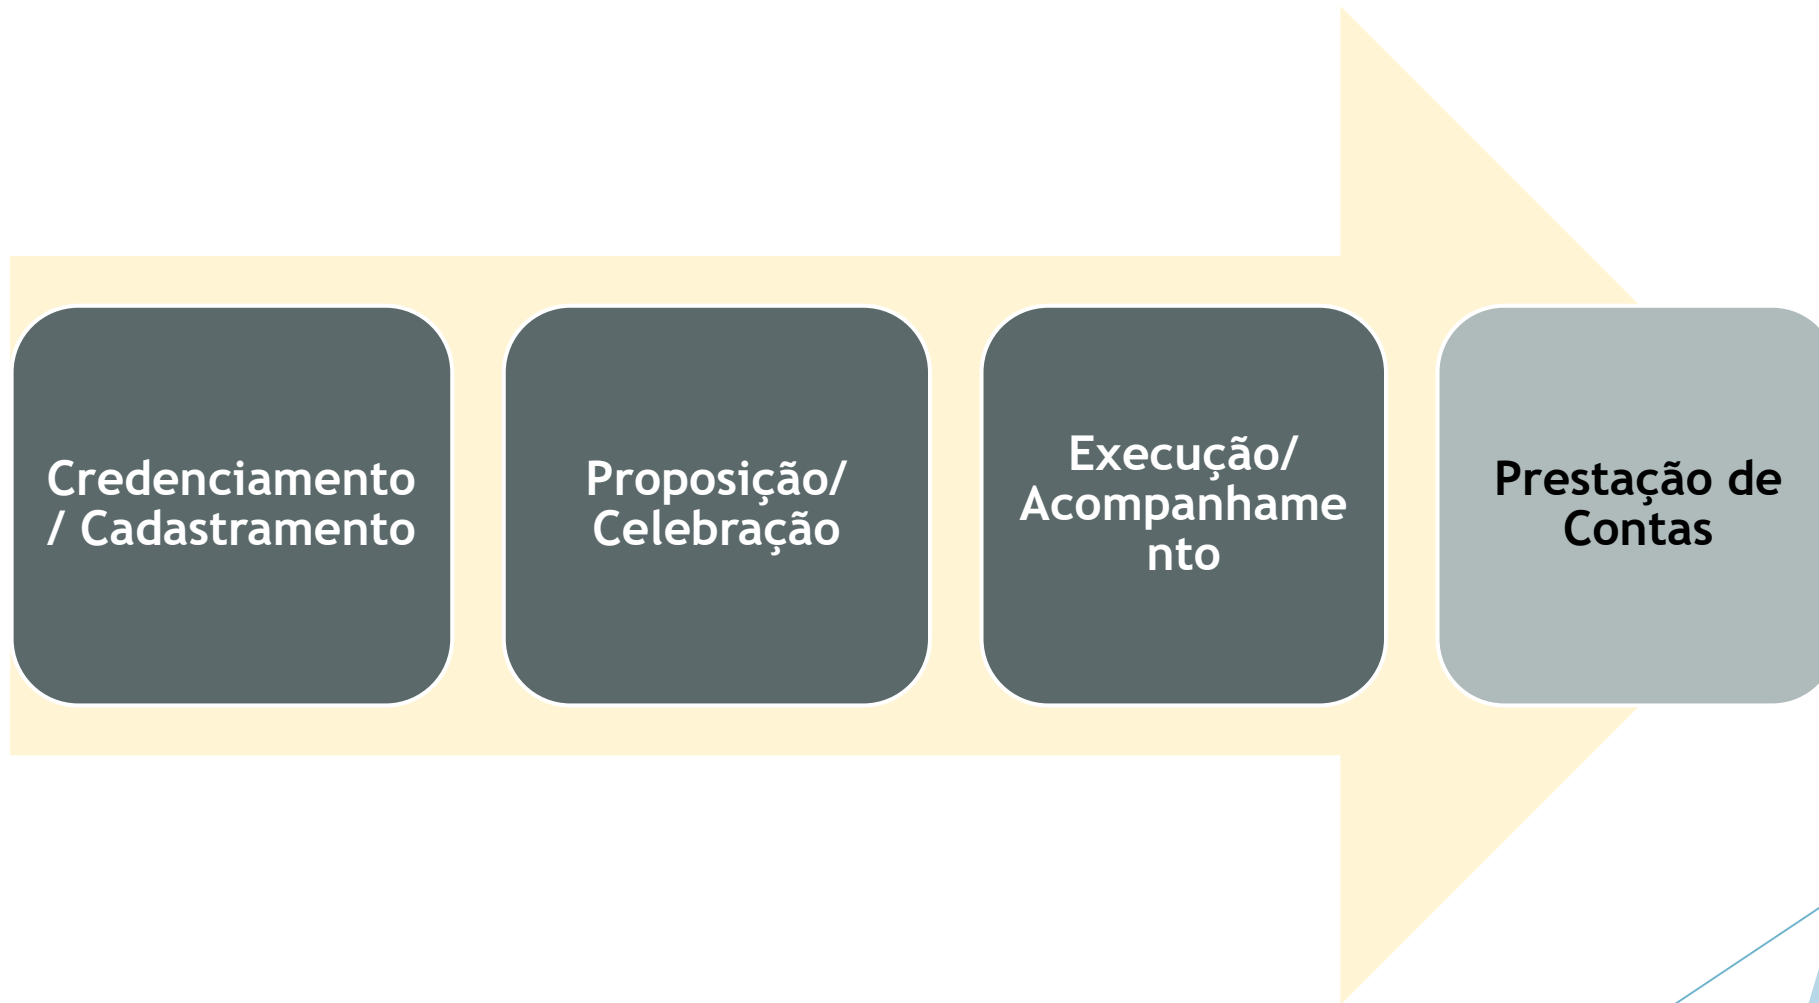 Credenciamento
/ Cadastramento
Proposição/
Celebração
Execução/
Acompanhame
nto
Prestação de
Contas